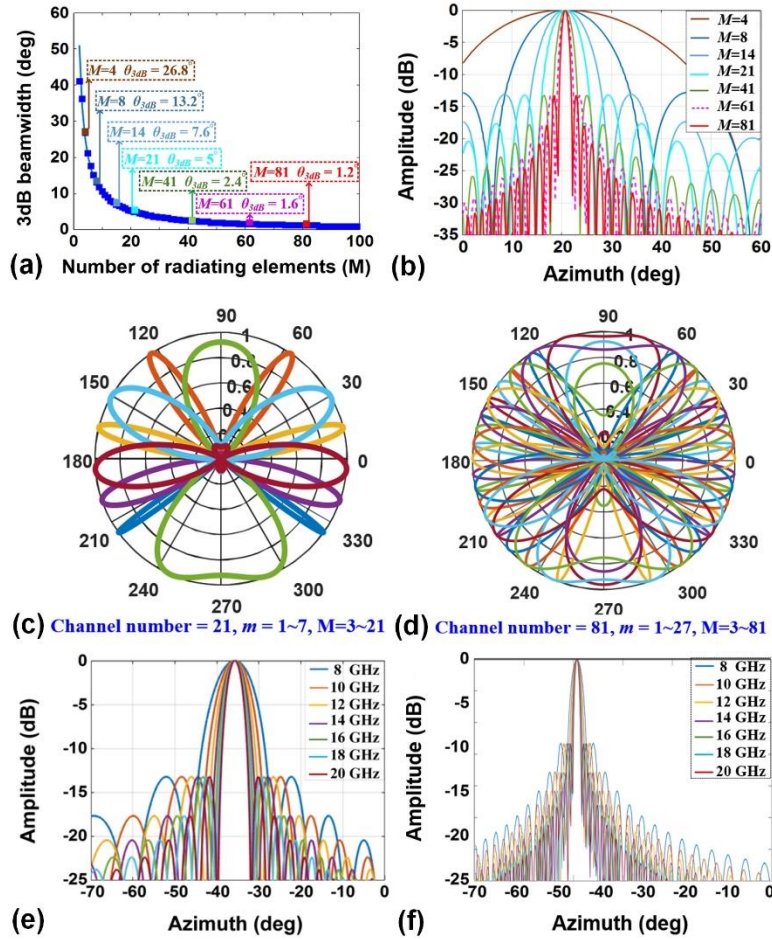 60
50
40
30
20
10
0
3dB beamwidth (deg)
M=4 θ3dB = 26.8°
M=8 θ3dB = 13.2°
M=14 θ3dB = 7.6°
M=21 θ3dB = 5°
M=81 θ3dB = 1.2°
M=41 θ3dB = 2.4°
M=61 θ3dB = 1.6°
0 20 40 60 80 100
(a) Number of radiating elements (M)
0
-5
-10
-15
-20
-25
-30
-35
Amplitude (dB)
M=4
M=8
M=14
M=21
M=41
M=61
M=81
0 10 20 30 40 50 60
(b) Azimuth (deg)
90
120 60
1
0.8
150 0.6 30
0.4
180 0
210 330
240 300
270
(c) Channel number = 21, m = 1~7, M=3~21
90
120 60
1
0.8
150 0.6 30
0.4
180 0
210 330
240 300
270
(d) Channel number = 81, m = 1~27, M=3~81
0
-5
-10
-15
-20
-25
Amplitude (dB)
8 GHz
10 GHz
12 GHz
14 GHz
16 GHz
18 GHz
20 GHz
-70 -60 -50 -40 -30 -20 -10 0
(e) Azimuth (deg)
0
-5
-10
-15
-20
-25
Amplitude (dB)
8 GHz
10 GHz
12 GHz
14 GHz
16 GHz
18 GHz
20 GHz
-70 -60 -50 -40 -30 -20 -10 0
(f) Azimuth (deg)